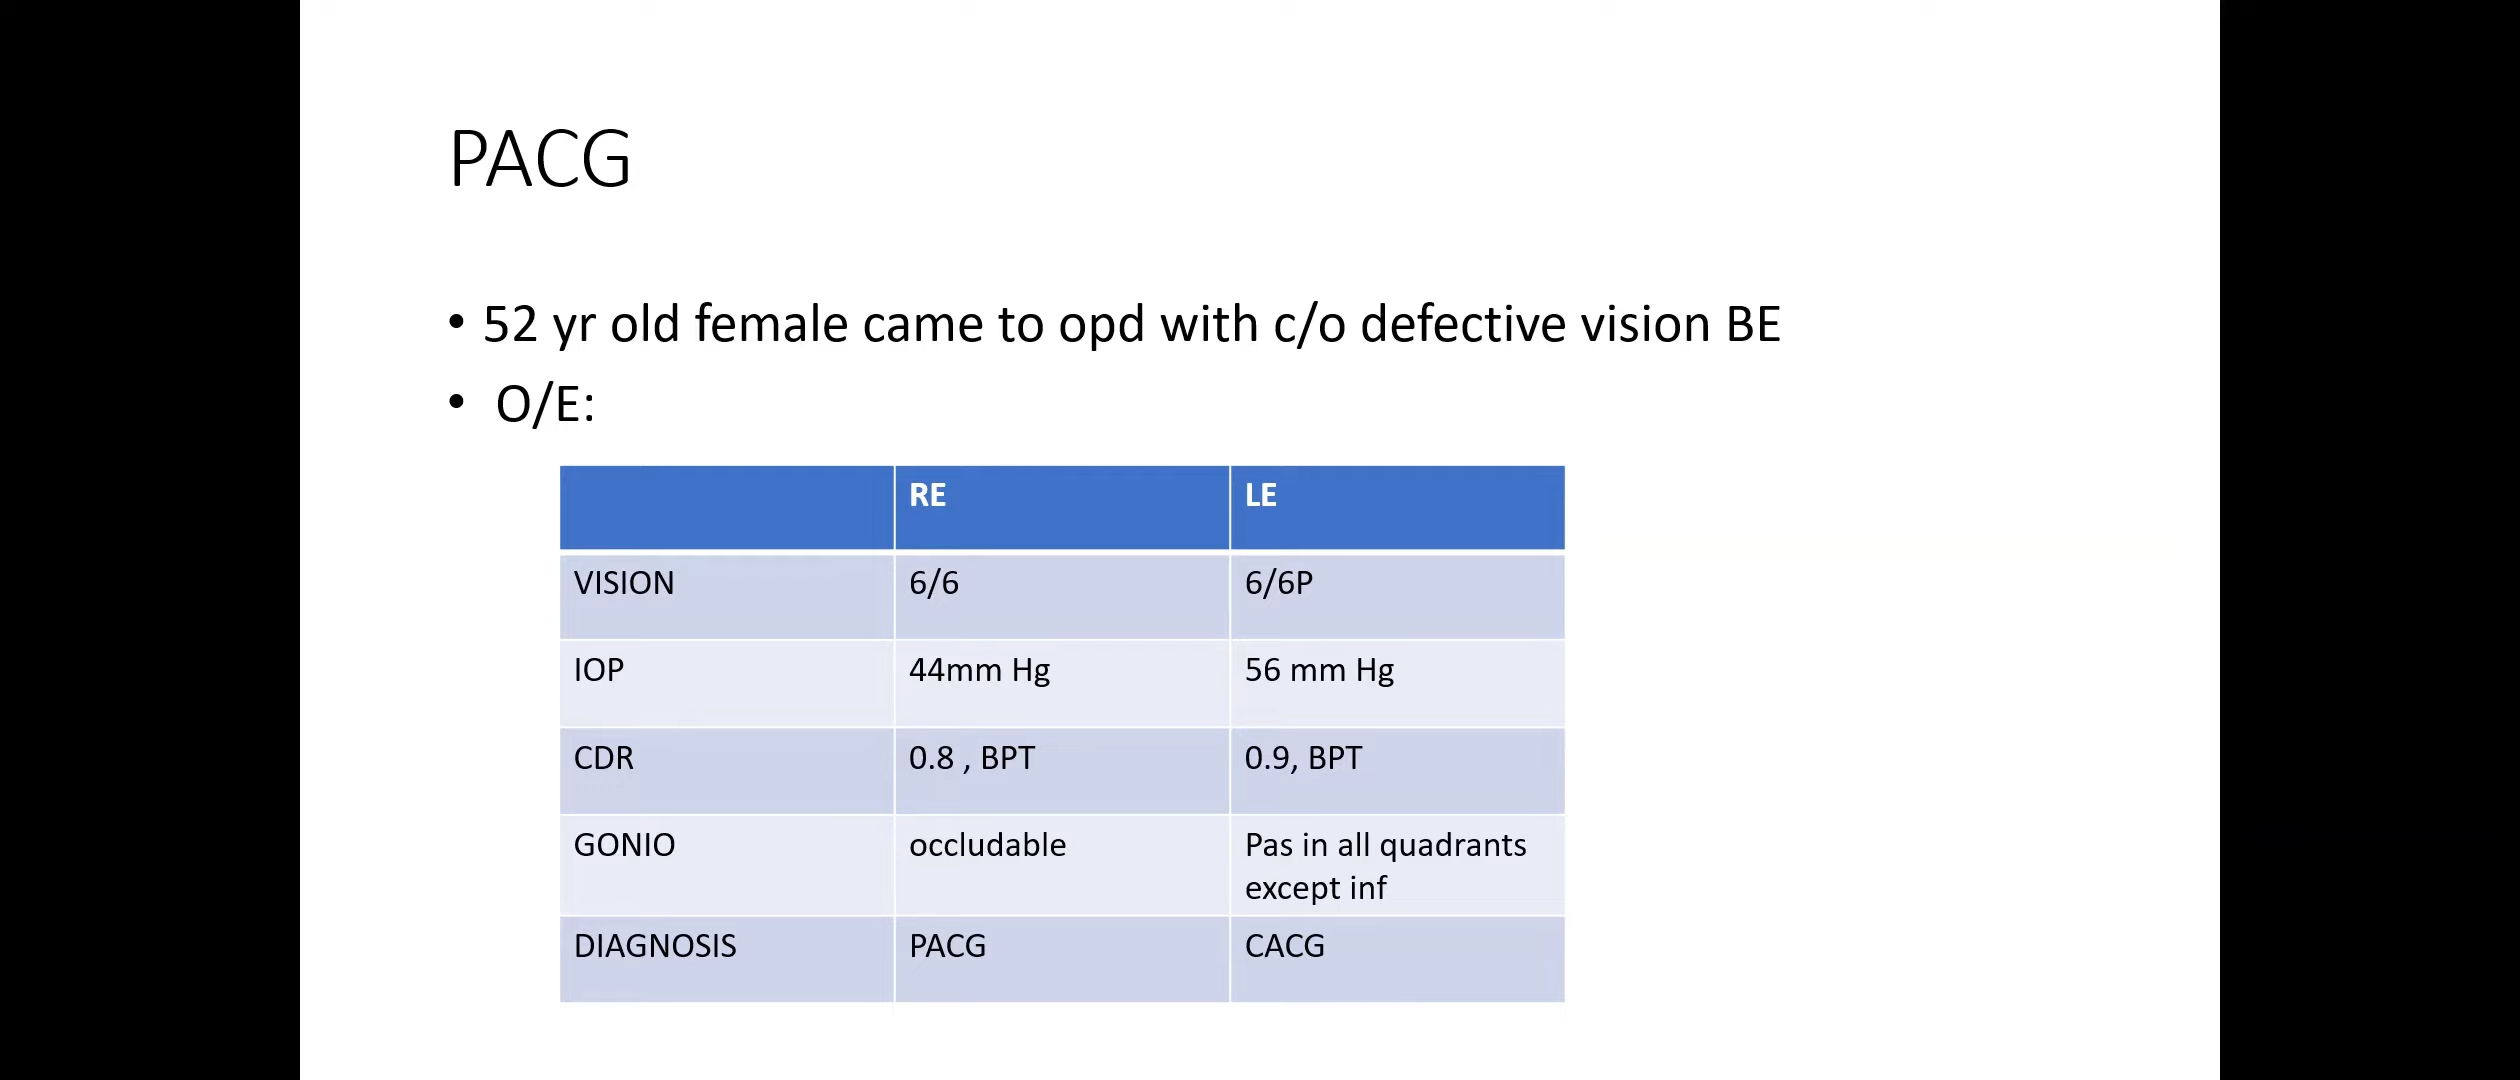 PACG
• 52 yr old female came to opd with c/o defective vision BE
• O/E:
RE LE
VISION 6/6 6/6P
IOP 44mm Hg 56 mm Hg
CDR 0.8 , BPT 0.9, BPT
GONIO occludable Pas in all quadrants
except inf
DIAGNOSIS PACG CACG